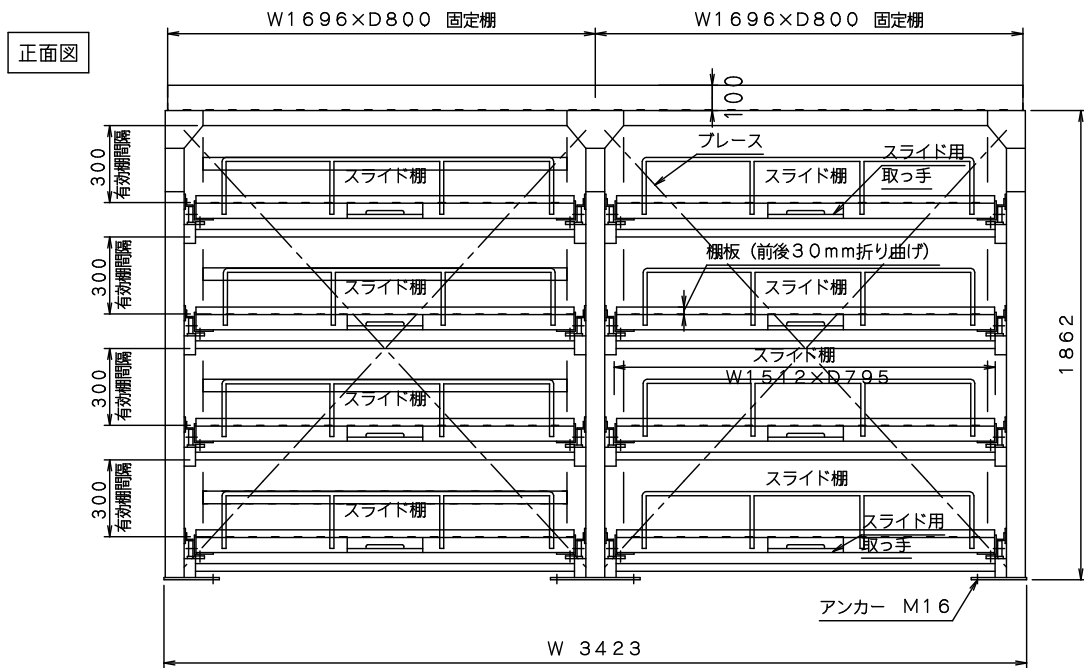 W1696×D800 固定棚
W1696×D800 固定棚
正面図
100
300
有効棚間隔
ブレース
スライド用
取っ手
スライド棚
スライド棚
棚板（前後30mm折り曲げ）
300
有効棚間隔
スライド棚
スライド棚
1862
スライド棚
W1512×D795
300
有効棚間隔
スライド棚
スライド棚
300
有効棚間隔
スライド棚
スライド用
取っ手
アンカー M16
W 3423